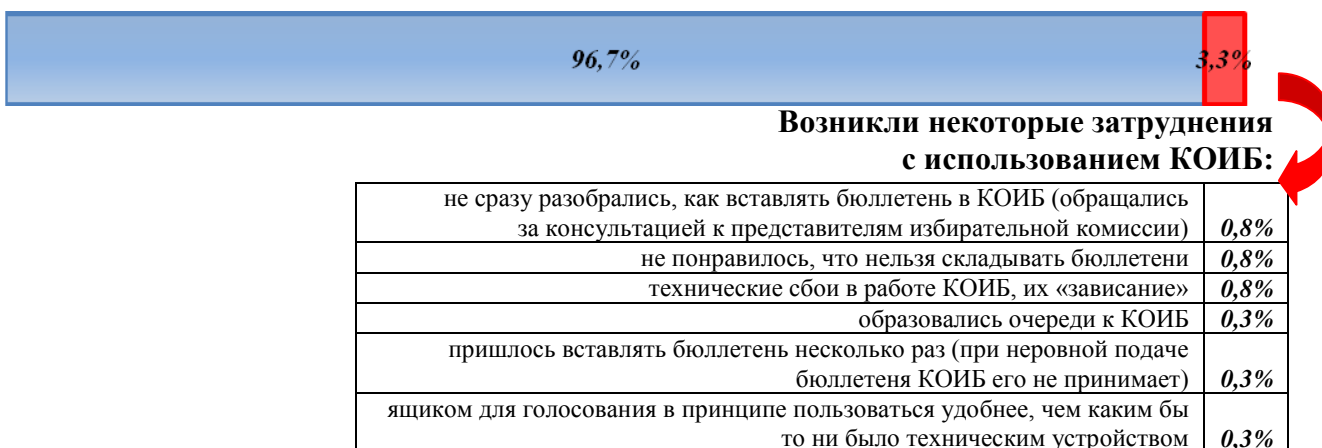 96,7%
3,3%
Возникли некоторые затруднения
с использованием КОИБ:
не сразу разобрались, как вставлять бюллетень в КОИБ (обращались
за консультацией к представителям избирательной комиссии) 0,8%
не понравилось, что нельзя складывать бюллетени 0,8%
технические сбои в работе КОИБ, их «зависание» 0,8%
образовались очереди к КОИБ 0,3%
пришлось вставлять бюллетень несколько раз (при неровной подаче
бюллетеня КОИБ его не принимает) 0,3%
ящиком для голосования в принципе пользоваться удобнее, чем каким бы
то ни было техническим устройством 0,3%